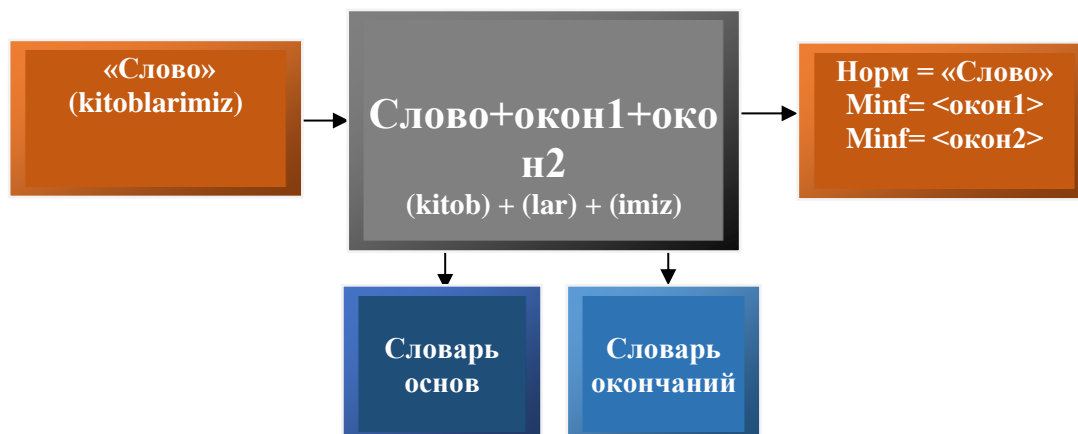 «Слово»
(kitoblarimiz)
Слово+окон1+око
н2
(kitob) + (lar) + (imiz)
Норм = «Слово»
Minf= <окон1>
Minf= <окон2>
Словарь
основ
Словарь
окончаний